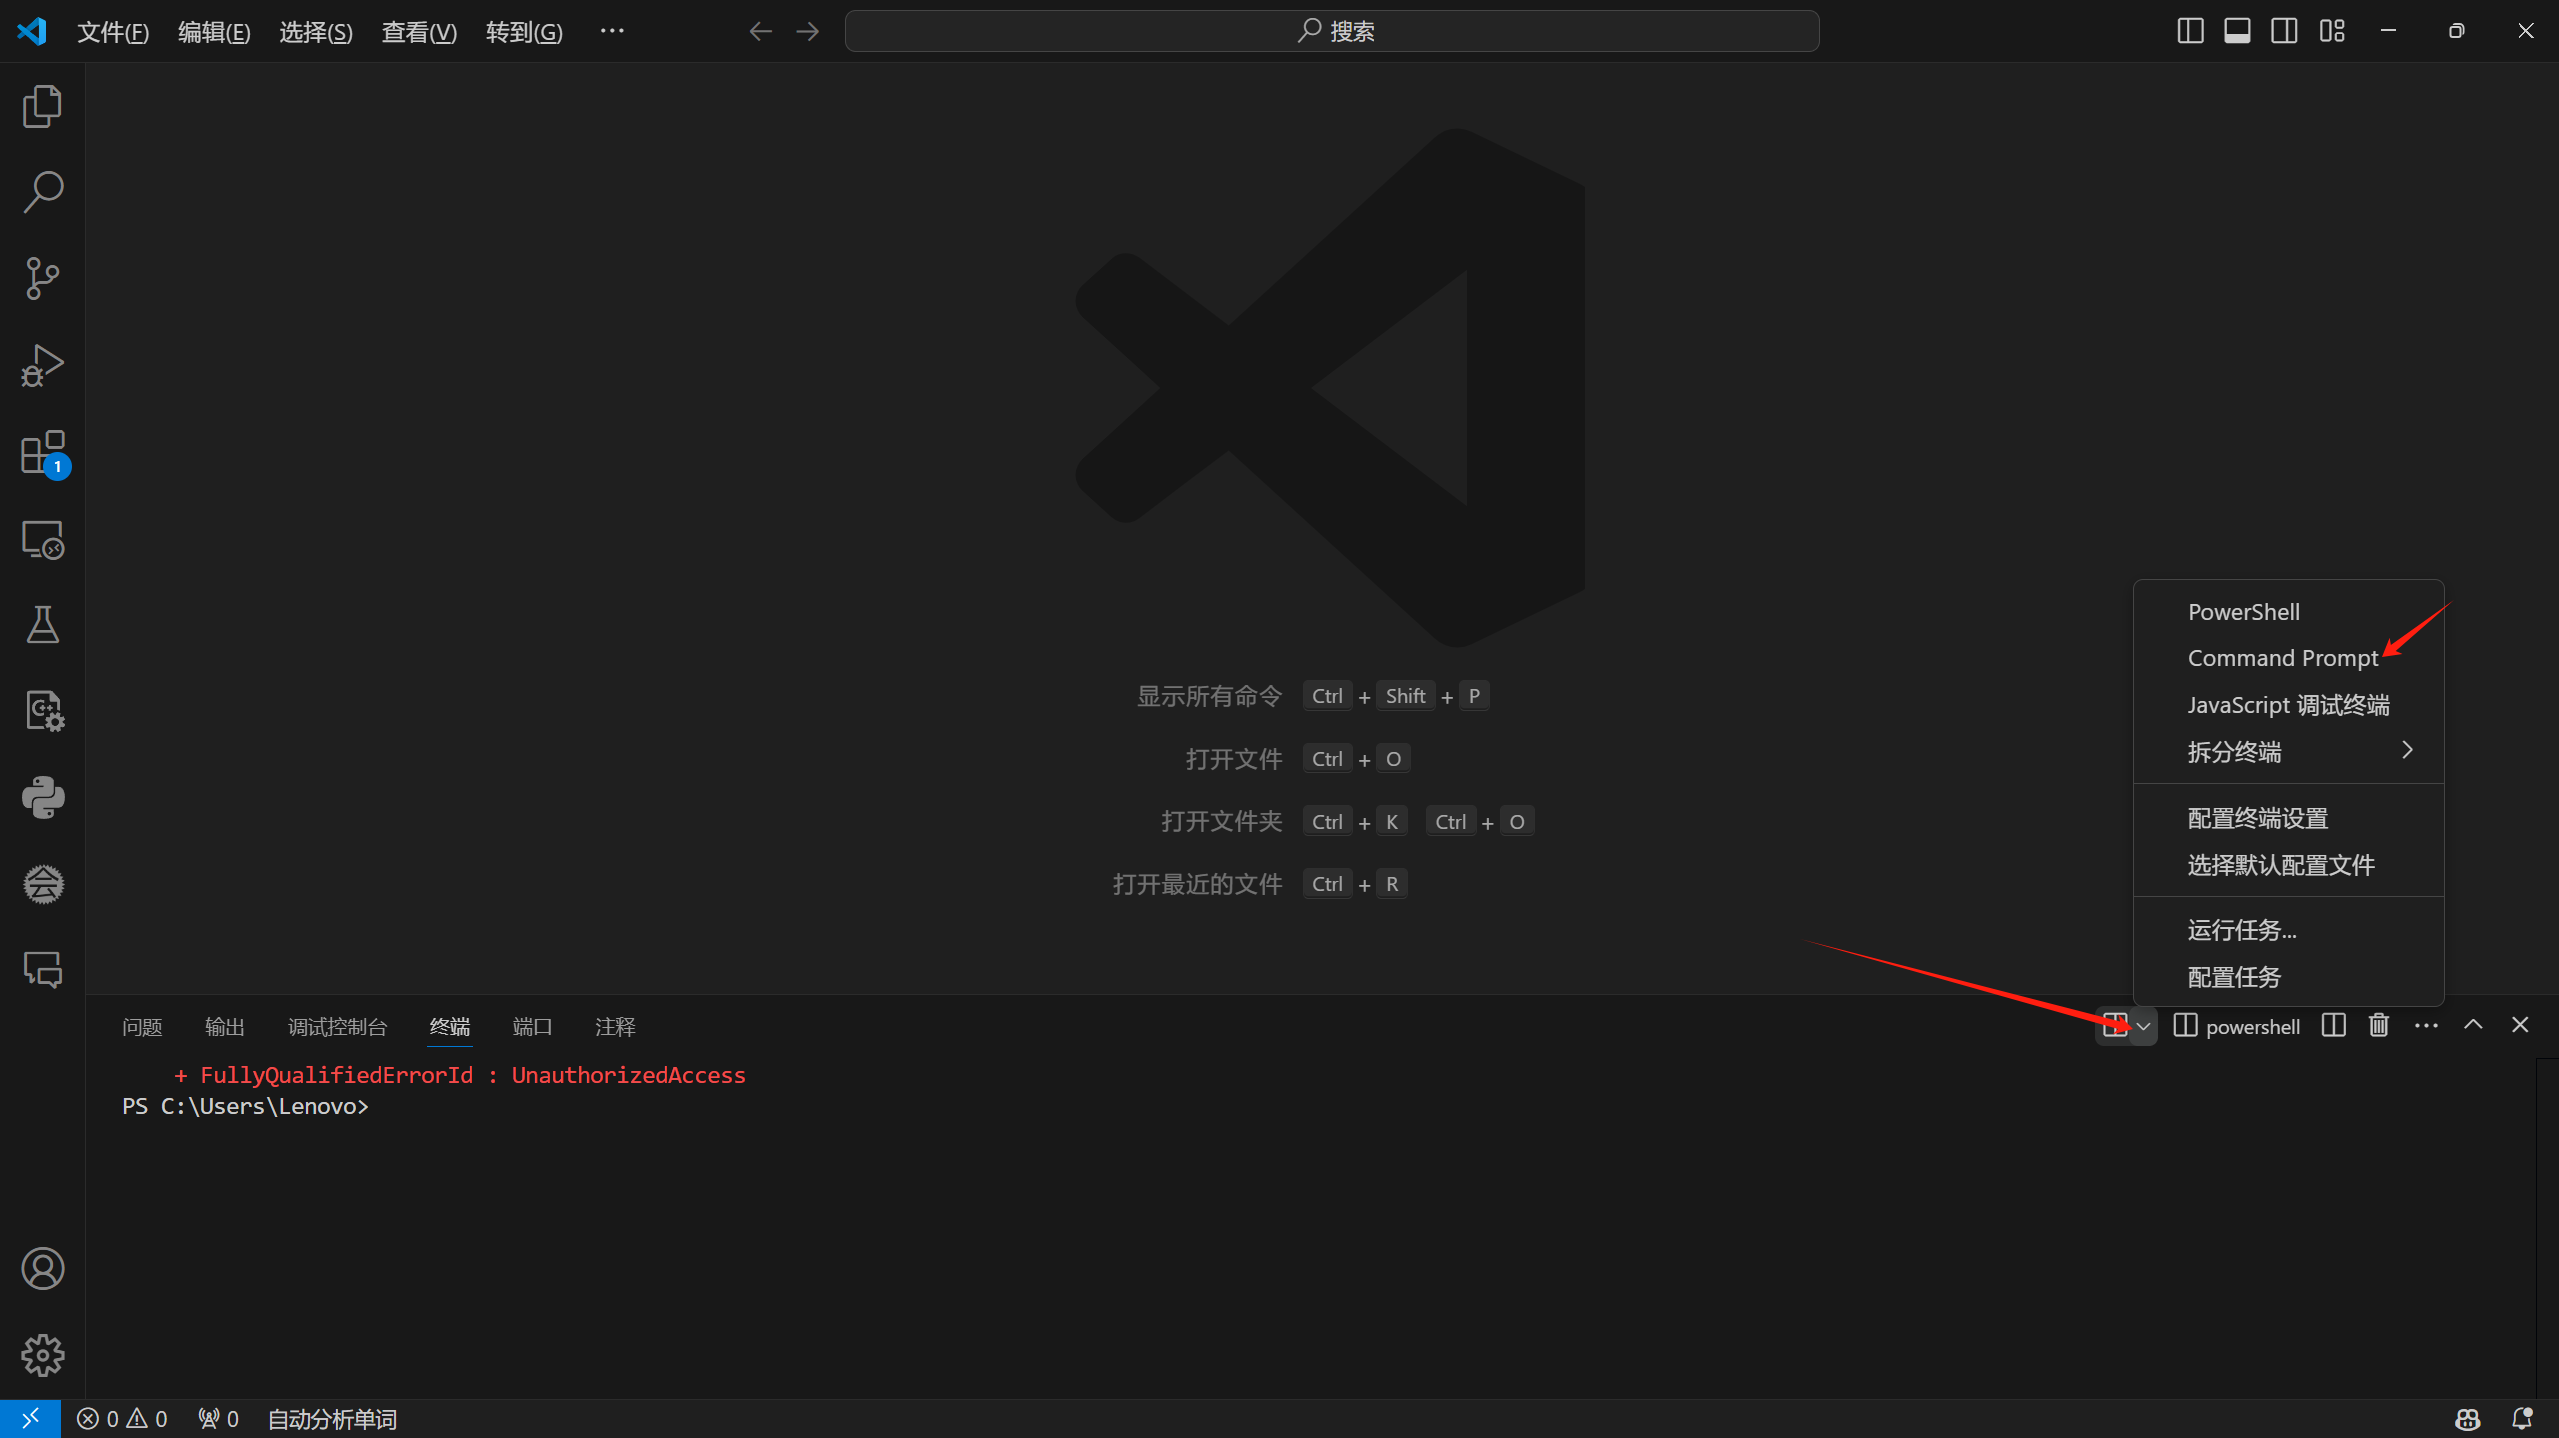 文件(F) 编辑(E) 选择(S) 查看(V) 转到(G) ··· 搜索
1
显示所有命令 Ctrl + Shift + P
打开文件 Ctrl + O
打开文件夹 Ctrl + K Ctrl + O
打开最近的文件 Ctrl + R
PowerShell
Command Prompt
JavaScript 调试终端
拆分终端
配置终端设置
选择默认配置文件
运行任务...
配置任务
问题 输出 调试控制台 终端 端口 注释 powershell
+ FullyQualifiedErrorId : UnauthorizedAccess
PS C:\Users\Lenovo>
会
0 0 0 自动分析单词